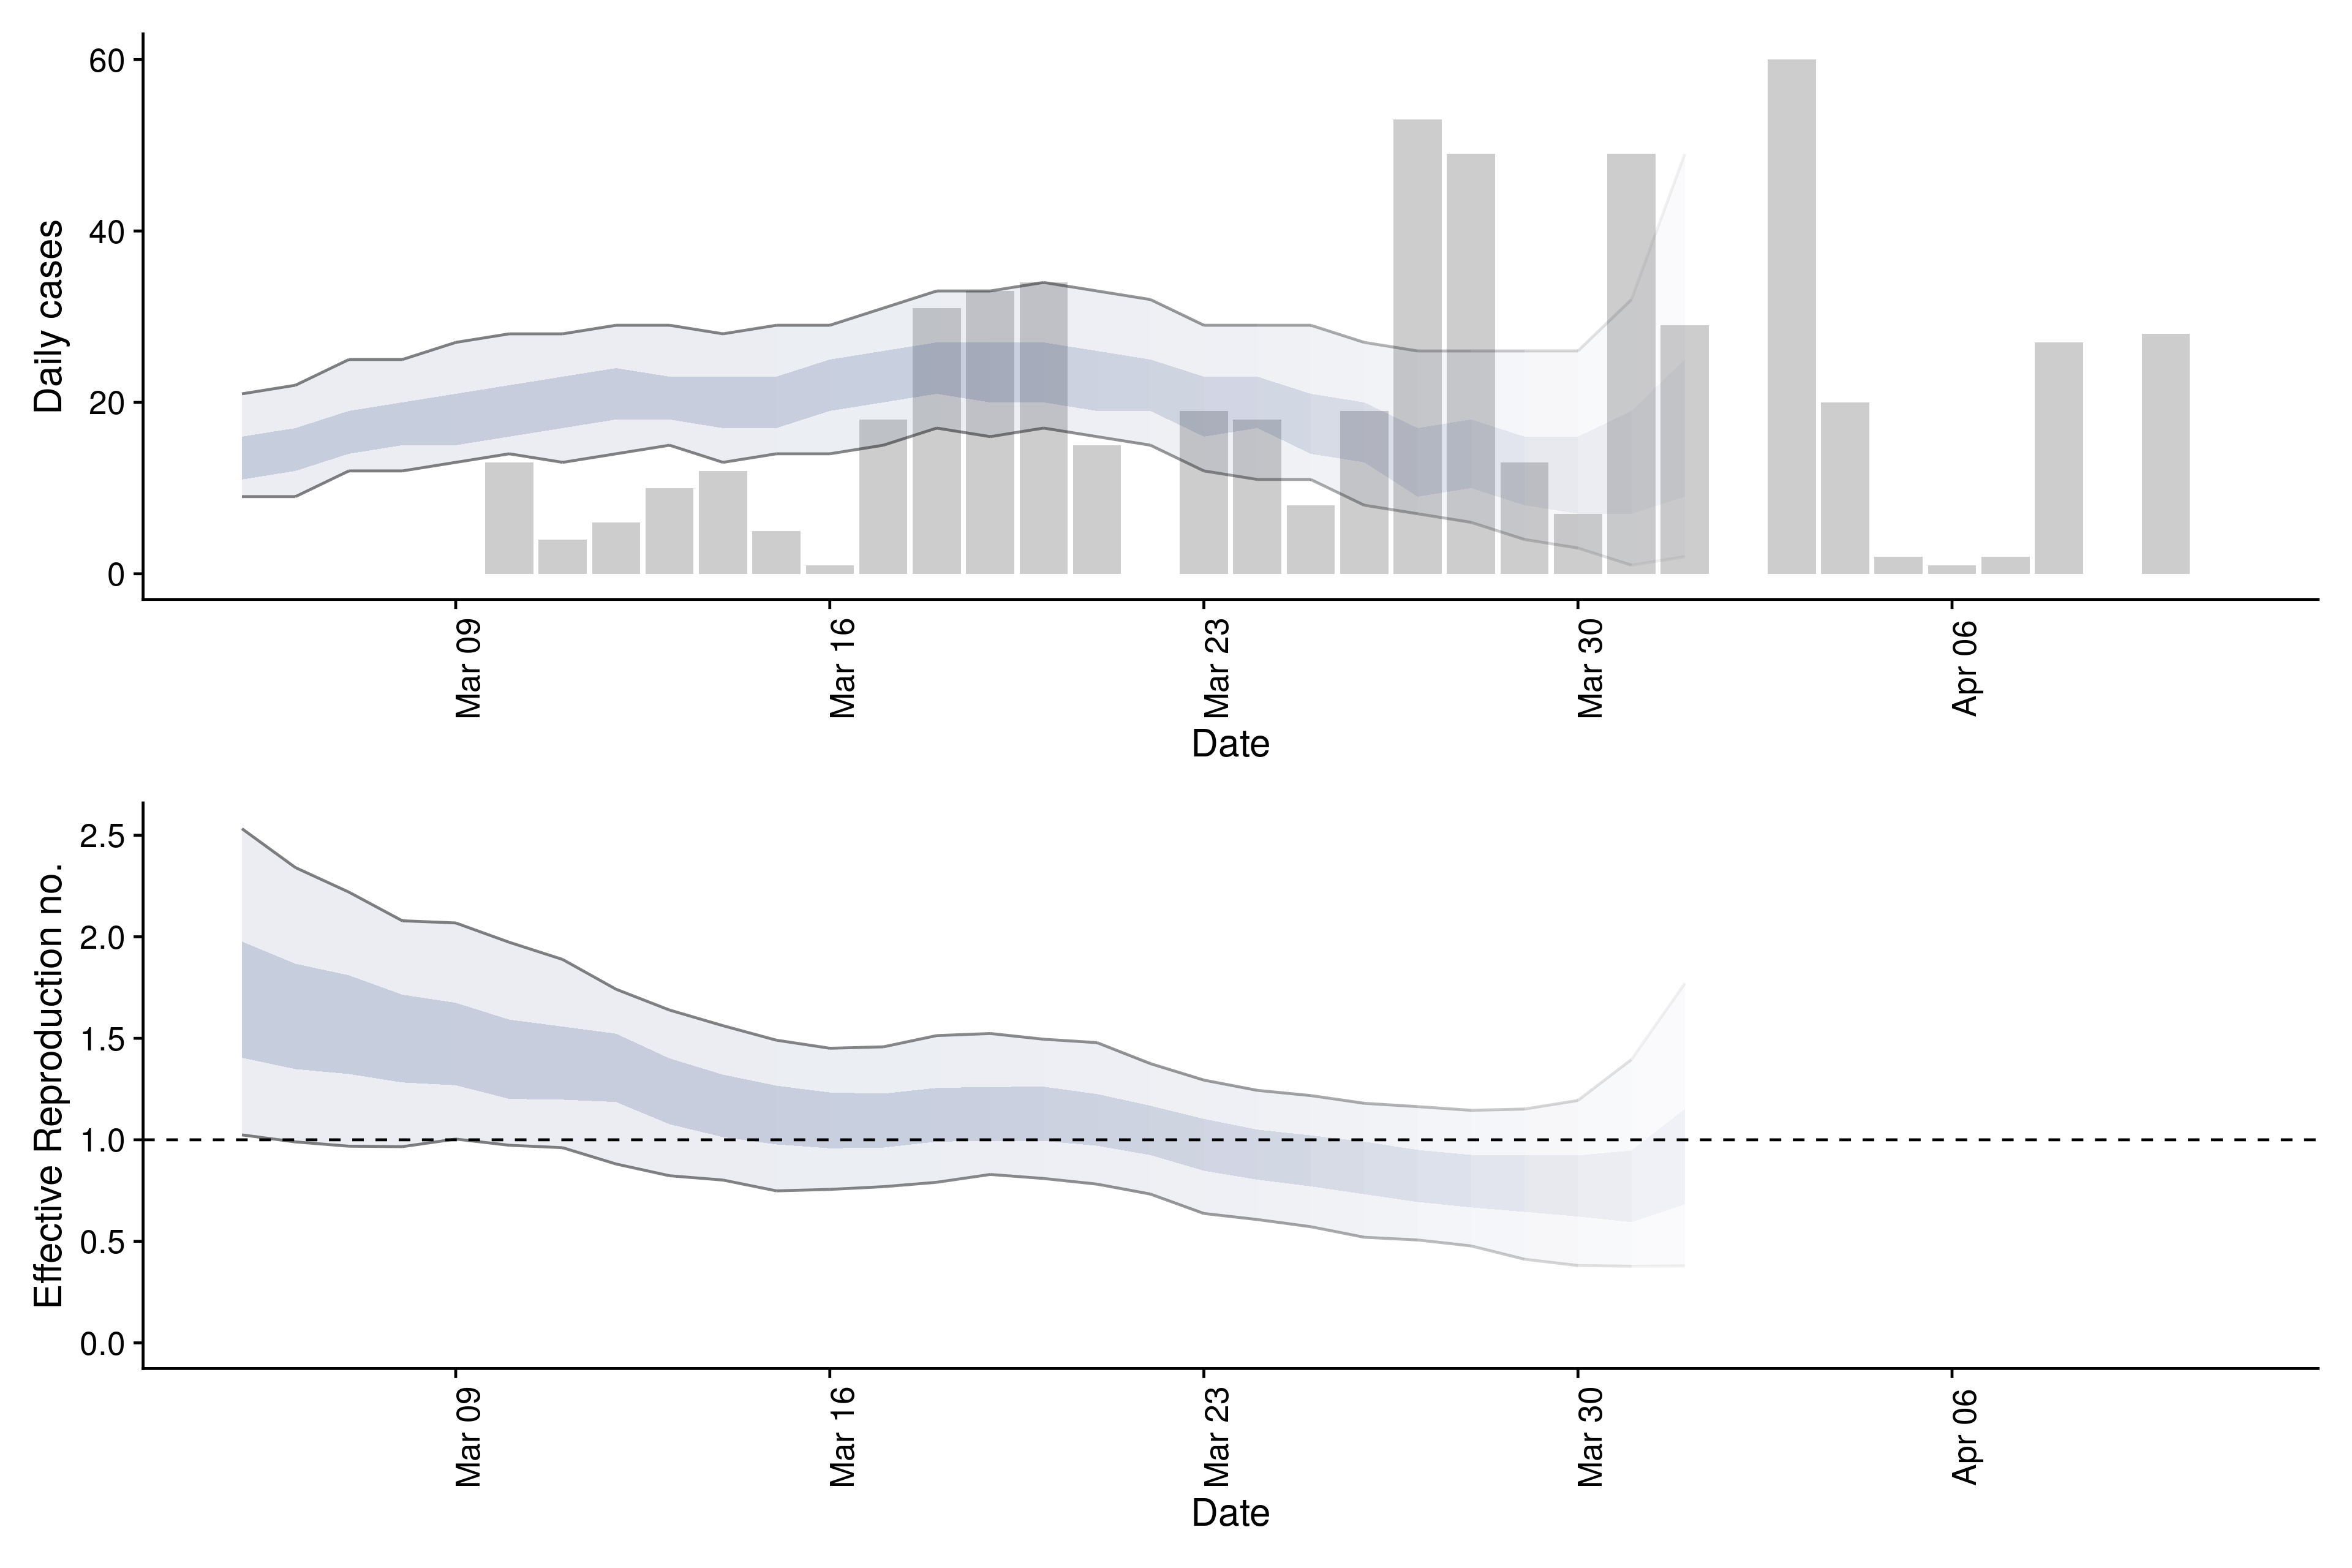 Daily cases
60
40
20
0
Mar 09
Mar 16
Mar 23
Mar 30
Apr 06
Date
Effective Reproduction no.
2.5
2.0
1.5
1.0
0.5
0.0
Mar 09
Mar 16
Mar 23
Mar 30
Apr 06
Date